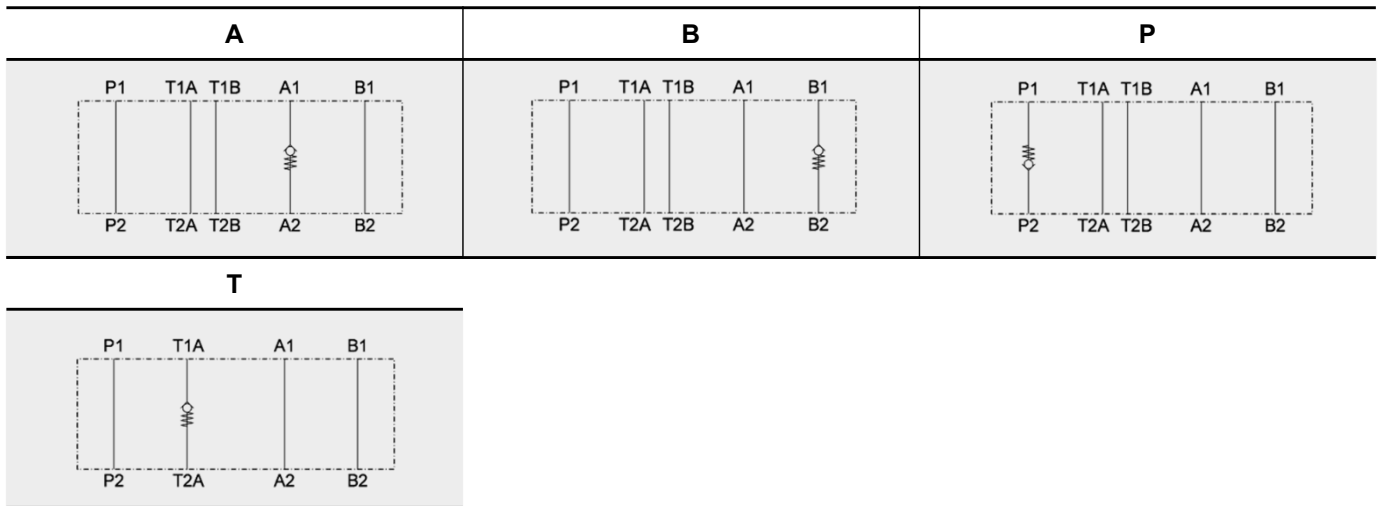 A B P
P1 T1A T1B A1 B1
P2 T2A T2B A2 B2
P1 T1A T1B A1 B1
P2 T2A T2B A2 B2
P1 T1A T1B A1 B1
P2 T2A T2B A2 B2
T
P1 T1A A1 B1
P2 T2A A2 B2